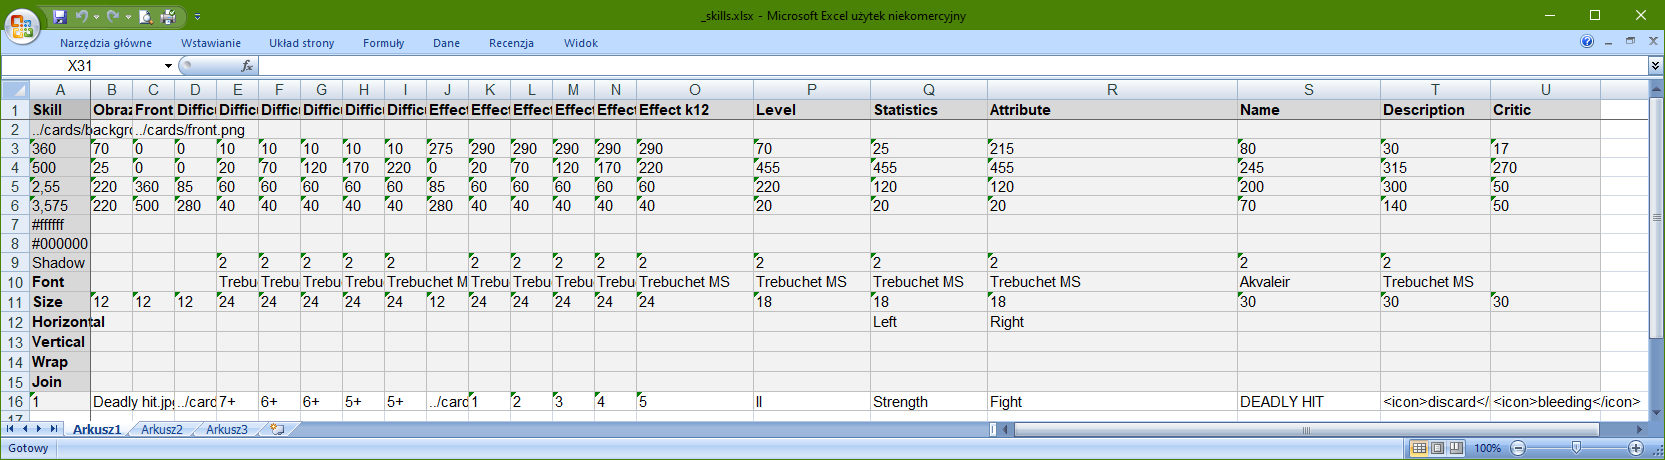 _skills.xlsx - Microsoft Excel użytek niekomercyjny
Narzędzia główne Wstawianie Układ strony Formuły Dane Recenzja Widok
X31 fx
A B C D E F G H I J K L M N O P Q R S T U
1 Skill Obraz Front Difficu Difficu Difficu Difficu Difficu Difficu Effect Effect Effect Effect Effect Effect k12 Level Statistics Attribute Name Description Critic
2 ../cards/backgro ../cards/front.png
3 360 70 0 0 10 10 10 10 10 275 290 290 290 290 290 70 25 215 80 30 17
4 500 25 0 0 20 70 120 170 220 0 20 70 120 170 220 455 455 455 245 315 270
5 2,55 220 360 85 60 60 60 60 60 85 60 60 60 60 60 220 120 120 200 300 50
6 3,575 220 500 280 40 40 40 40 40 280 40 40 40 40 40 20 20 20 70 140 50
7 #ffffff
8 #000000
9 Shadow 2 2 2 2 2 2 2 2 2 2 2 2 2 2 2
10 Font Trebu Trebu Trebu Trebu Trebuchet M Trebu Trebu Trebu Trebu Trebuchet MS Trebuchet MS Trebuchet MS Trebuchet MS Akvaleir Trebuchet MS
11 Size 12 12 12 24 24 24 24 24 12 24 24 24 24 24 18 18 18 30 30 30
12 Horizontal Left Right
13 Vertical
14 Wrap
15 Join
16 1 Deadly hit.jpg ../card 7+ 6+ 6+ 5+ 5+ ../card 1 2 3 4 5 II Strength Fight DEADLY HIT <icon>discard</ <icon>bleeding</icon>
17
Arkusz1 Arkusz2 Arkusz3
Gotowy 100%